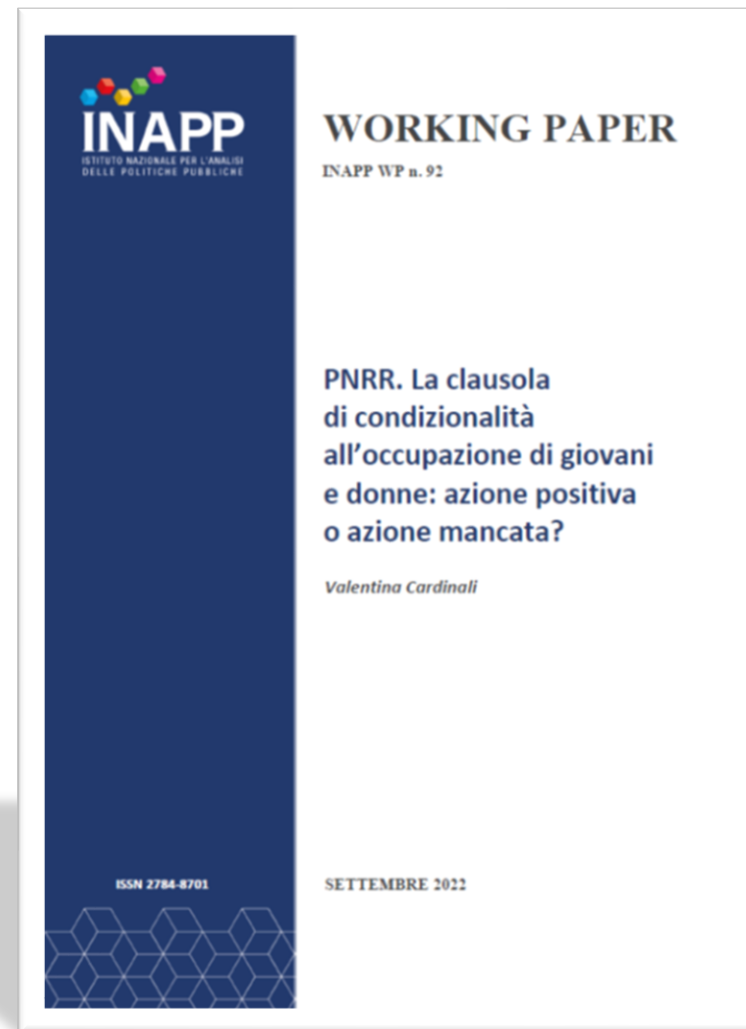 INAPP
ISTITUTO NAZIONALE PER L'ANALISI
DELLE POLITICHE PUBBLICHE
WORKING PAPER
INAPP WP n. 92
PNRR. La clausola
di condizionalità
all'occupazione di giovani
e donne: azione positiva
o azione mancata?
Valentina Cardinali
ISSN 2784-8701
SETTEMBRE 2022